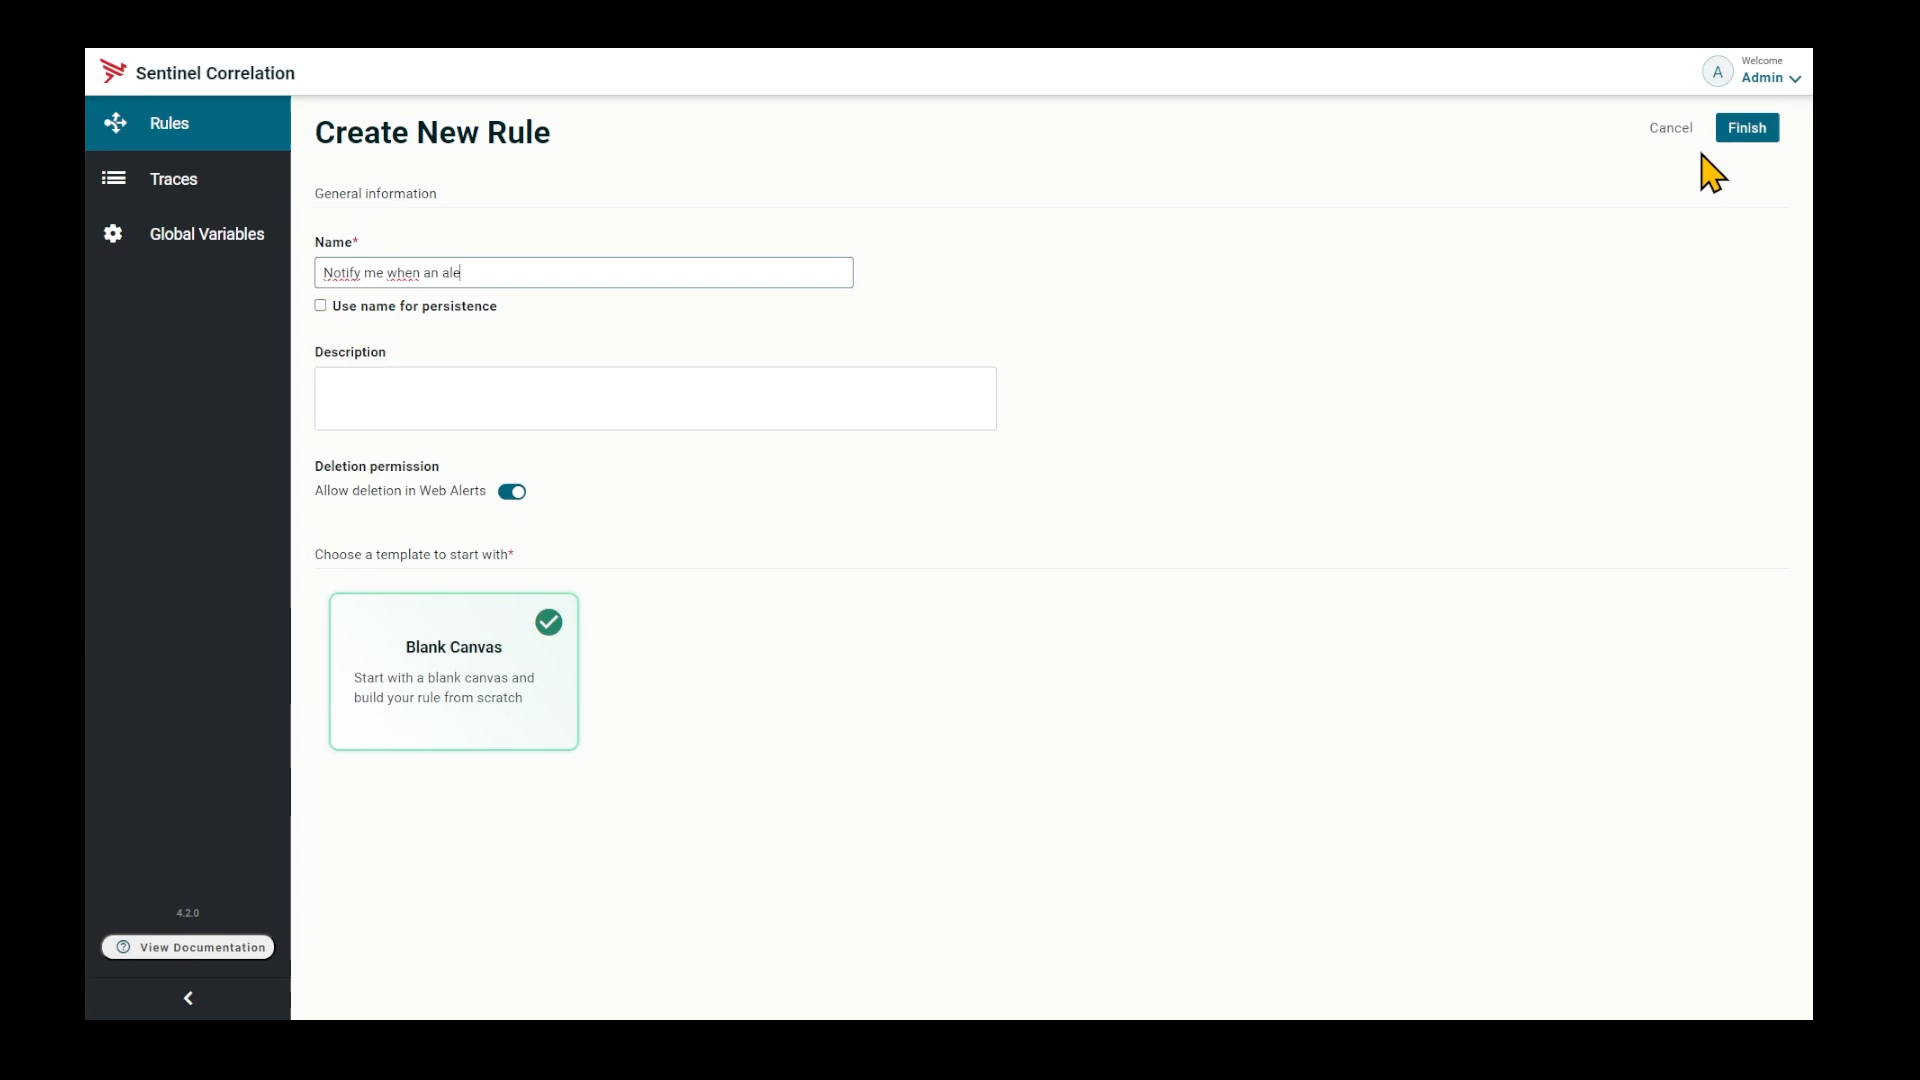 Sentinel Correlation
A
Welcome
Admin
Rules
Traces
Global Variables
Create New Rule
Cancel
Finish
General information
Name*
Notify me when an ale
Use name for persistence
Description
Deletion permission
Allow deletion in Web Alerts
Choose a template to start with*
Blank Canvas
Start with a blank canvas and
build your rule from scratch
4.2.0
View Documentation